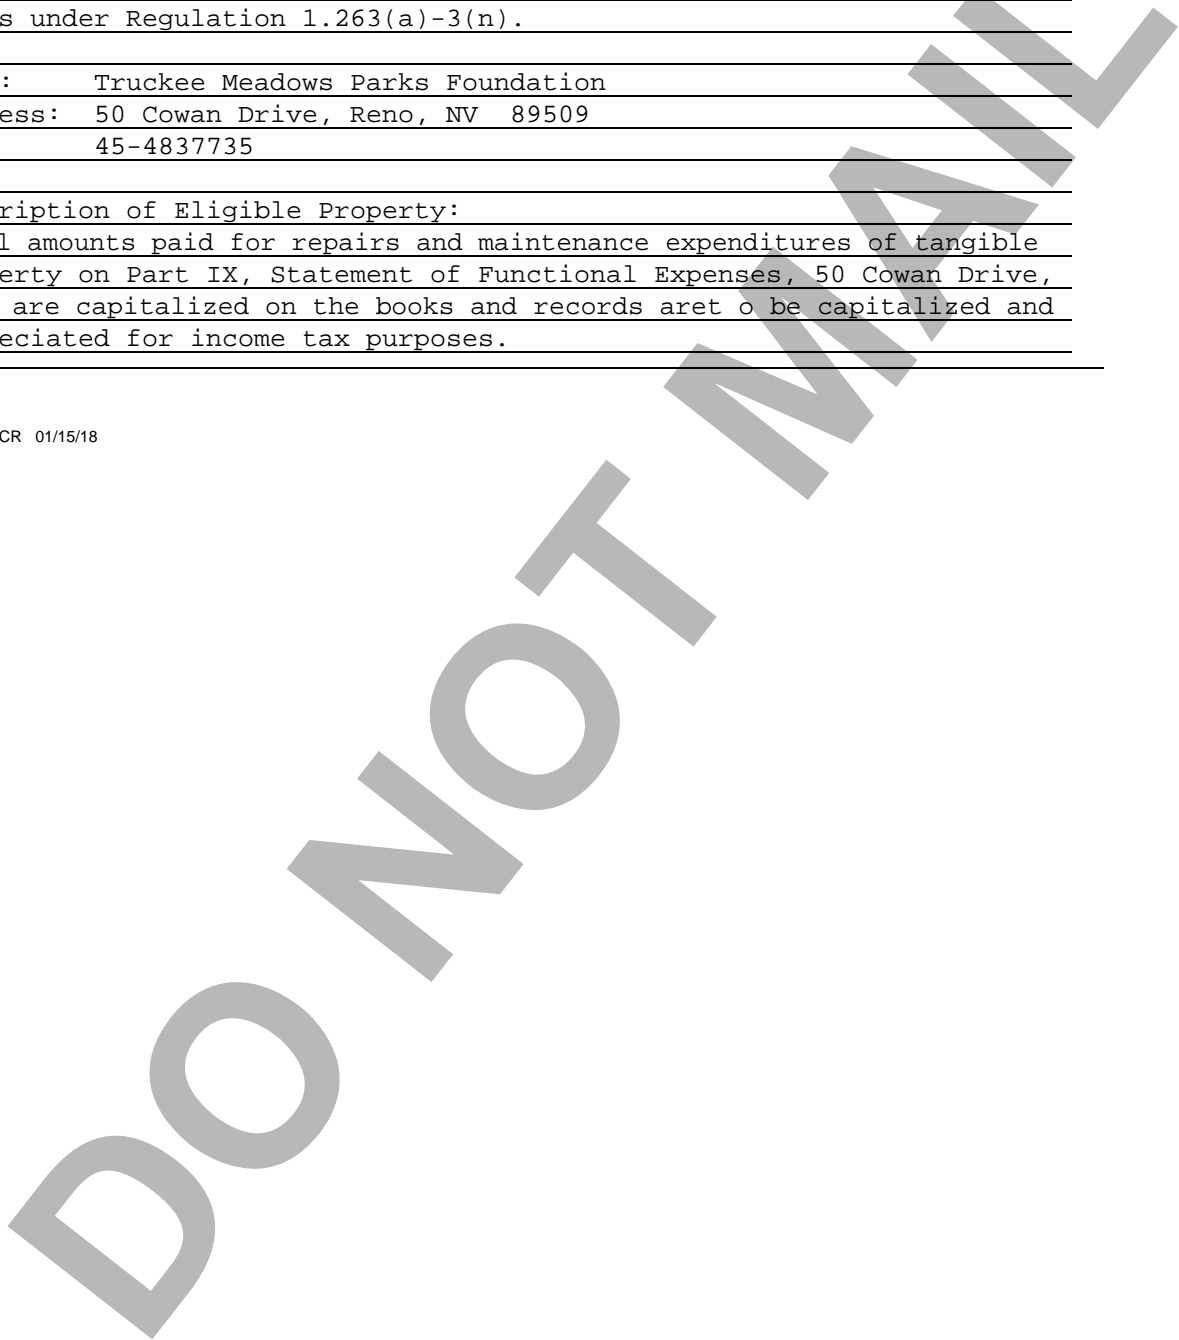 s under Regulation 1.263(a)-3(n).
: Truckee Meadows Parks Foundation
ess: 50 Cowan Drive, Reno, NV 89509
45-4837735
ription of Eligible Property:
l amounts paid for repairs and maintenance expenditures of tangible
erty on Part IX, Statement of Functional Expenses, 50 Cowan Drive,
are capitalized on the books and records aret o be capitalized and
eciated for income tax purposes.
CR 01/15/18
DO NOT MAIL